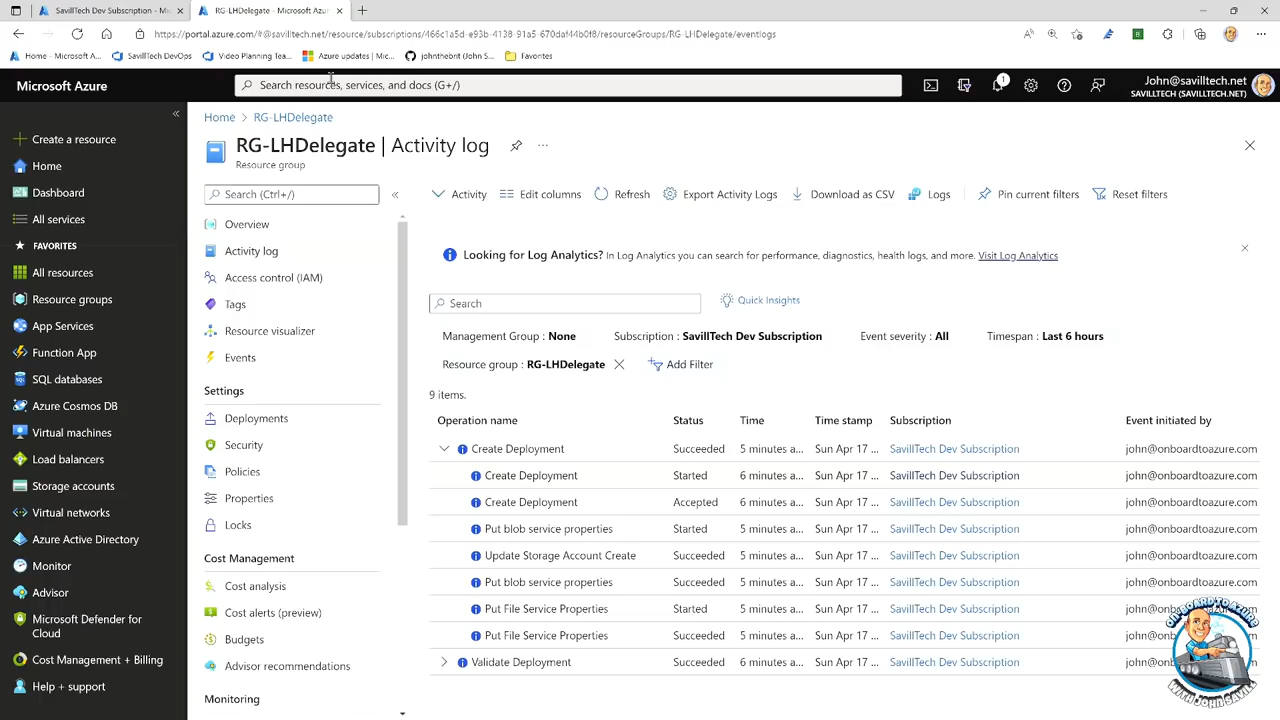 SavillTech Dev Subscription - Mic
RG-LHDelegate - Microsoft Azur
https://portal.azure.com/#@savilltech.net/resource/subscriptions/466c1a5d-e93b-4138-91a5-670daf44b0f8/resourceGroups/RG-LHDelegate/eventlogs
Home - Microsoft A...
SavillTech DevOps
Video Planning Tea...
Azure updates | Mic...
johnthebrit (John S...
Favorites
Microsoft Azure
Search resources, services, and docs (G+/)
1
John@savilltech.net
SAVILLTECH (SAVILLTECH.NET)
Create a resource
Home
Dashboard
All services
FAVORITES
All resources
Resource groups
App Services
Function App
SQL databases
Azure Cosmos DB
Virtual machines
Load balancers
Storage accounts
Virtual networks
Azure Active Directory
Monitor
Advisor
Microsoft Defender for
Cloud
Cost Management + Billing
Help + support
Home > RG-LHDelegate
RG-LHDelegate | Activity log
Resource group
Search (Ctrl+/)
Overview
Activity log
Access control (IAM)
Tags
Resource visualizer
Events
Settings
Deployments
Security
Policies
Properties
Locks
Cost Management
Cost analysis
Cost alerts (preview)
Budgets
Advisor recommendations
Monitoring
Activity Edit columns Refresh Export Activity Logs Download as CSV Logs Pin current filters Reset filters
Looking for Log Analytics? In Log Analytics you can search for performance, diagnostics, health logs, and more. Visit Log Analytics
Search
Quick Insights
Management Group : None Subscription : SavillTech Dev Subscription Event severity : All Timespan : Last 6 hours
Resource group : RG-LHDelegate Add Filter
9 items.
Operation name Status Time Time stamp Subscription Event initiated by
Create Deployment Succeeded 5 minutes a... Sun Apr 17 ... SavillTech Dev Subscription john@onboardtoazure.com
Create Deployment Started 6 minutes a... Sun Apr 17 ... SavillTech Dev Subscription john@onboardtoazure.com
Create Deployment Accepted 6 minutes a... Sun Apr 17 ... SavillTech Dev Subscription john@onboardtoazure.com
Put blob service properties Started 5 minutes a... Sun Apr 17 ... SavillTech Dev Subscription john@onboardtoazure.com
Update Storage Account Create Succeeded 5 minutes a... Sun Apr 17 ... SavillTech Dev Subscription john@onboardtoazure.com
Put blob service properties Succeeded 5 minutes a... Sun Apr 17 ... SavillTech Dev Subscription john@onboardtoazure.com
Put File Service Properties Started 5 minutes a... Sun Apr 17 ... SavillTech Dev Subscription
Put File Service Properties Succeeded 5 minutes a... Sun Apr 17 ... SavillTech Dev Subscription
Validate Deployment Succeeded 6 minutes a... Sun Apr 17 ... SavillTech Dev Subscription
ONBOARD TO AZURE
WITH JOHN SAVILL